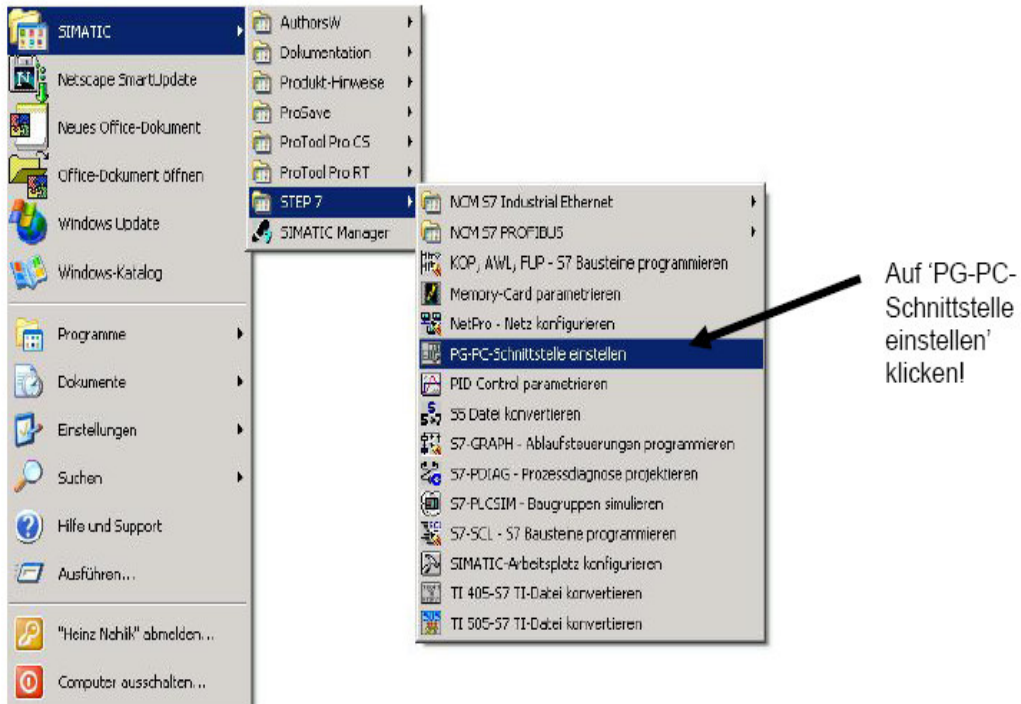 SIMATIC
Netscape SmartUpdate
Neues Office-Dokument
Office-Dokument öffnen
Windows Update
Windows-Katalog
Programme
Dokumente
Einstellungen
Suchen
Hilfe und Support
Ausführen...
"Heinz Nahlik" abmelden...
Computer ausschalten...
AuthorsW
Dokumentation
Produkt-Hinweise
ProSave
ProTool Pro CS
ProTool Pro RT
STEP 7
SIMATIC Manager
NCM S7 Industrial Ethernet
NCM S7 PROFIBUS
KOP, AWL, FUP - S7 Bausteine programmieren
Memory-Card parametrieren
NetPro - Netz konfigurieren
PG-PC-Schnittstelle einstellen
PID Control parametrieren
S5 Datei konvertieren
S7-GRAPH - Ablaufsteuerungen programmieren
S7-PDIAG - Prozessdiagnose projektieren
S7-PLCSIM - Baugruppen simulieren
S7-SCL - S7 Bausteine programmieren
SIMATIC-Arbeitsplatz konfigurieren
TI 405-S7 TI-Datei konvertieren
TI 505-S7 TI-Datei konvertieren
Auf ‘PG-PC-
Schnittstelle
einstellen’
klicken!